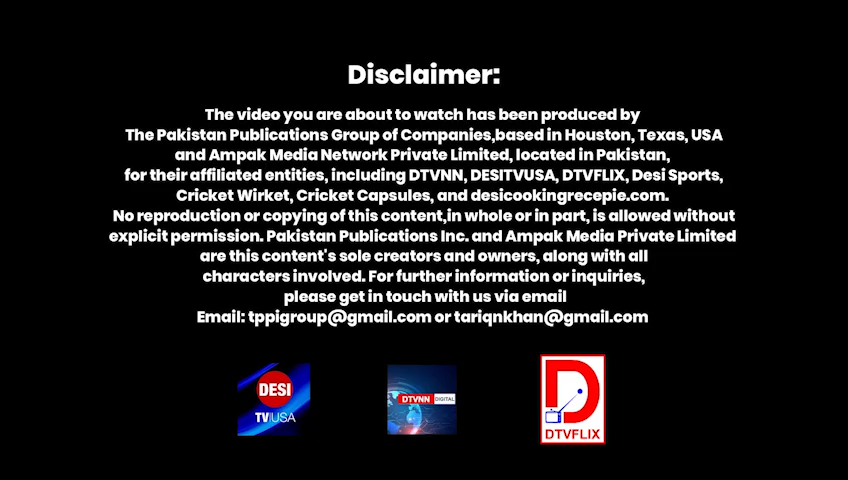 Disclaimer:
The video you are about to watch has been produced by
The Pakistan Publications Group of Companies,based in Houston, Texas, USA
and Ampak Media Network Private Limited, located in Pakistan,
for their affiliated entities, including DTVNN, DESITVUSA, DTVFLIX, Desi Sports,
Cricket Wirket, Cricket Capsules, and desicookingrecepie.com.
No reproduction or copying of this content,in whole or in part, is allowed without
explicit permission. Pakistan Publications Inc. and Ampak Media Private Limited
are this content's sole creators and owners, along with all
characters involved. For further information or inquiries,
please get in touch with us via email
Email: tppigroup@gmail.com or tariqnkhan@gmail.com
DESI
TV|USA
DTVNN DIGITAL
D
DTVFLIX